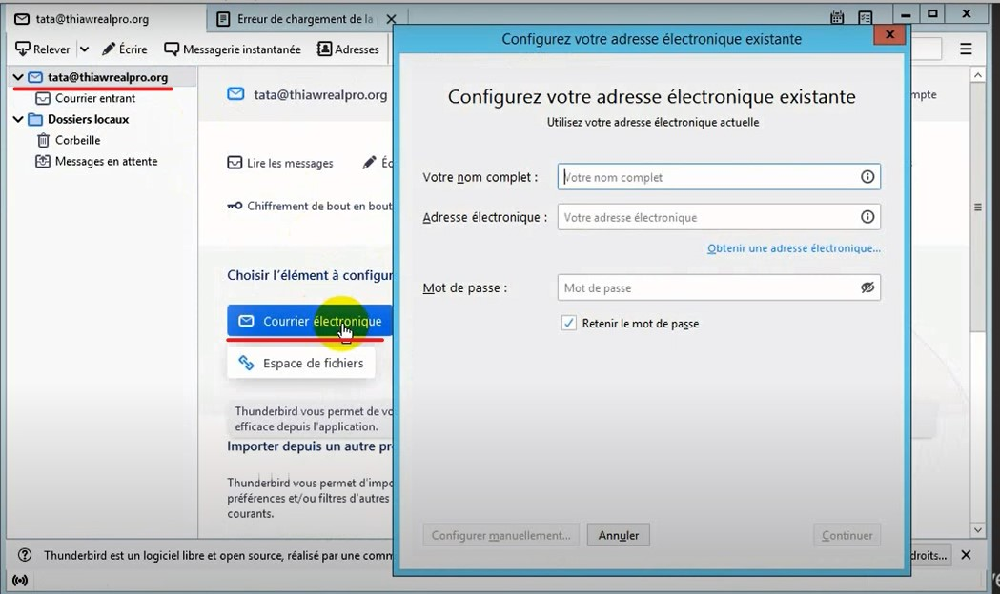 tata@thiawrealpro.org
Erreur de chargement de la
Relever
Écrire
Messagerie instantanée
Adresses
tata@thiawrealpro.org
Courrier entrant
Dossiers locaux
Corbeille
Messages en attente
tata@thiawrealpro.org
Lire les messages
Chiffrement de bout en bout
Choisir l'élément à configur
Courrier électronique
Espace de fichiers
Thunderbird vous permet de vo
efficace depuis l'application.
Importer depuis un autre pr
Thunderbird vous permet d'impo
préférences et/ou filtres d'autres
courants.
Configurez votre adresse électronique existante
x
Configurez votre adresse électronique existante
Utilisez votre adresse électronique actuelle
Votre nom complet :
Votre nom complet
Adresse électronique :
Votre adresse électronique
Obtenir une adresse électronique...
Mot de passe :
Mot de passe
Retenir le mot de passe
Configurer manuellement...
Annuler
Continuer
mpte
Thunderbird est un logiciel libre et open source, réalisé par une comm
droits...